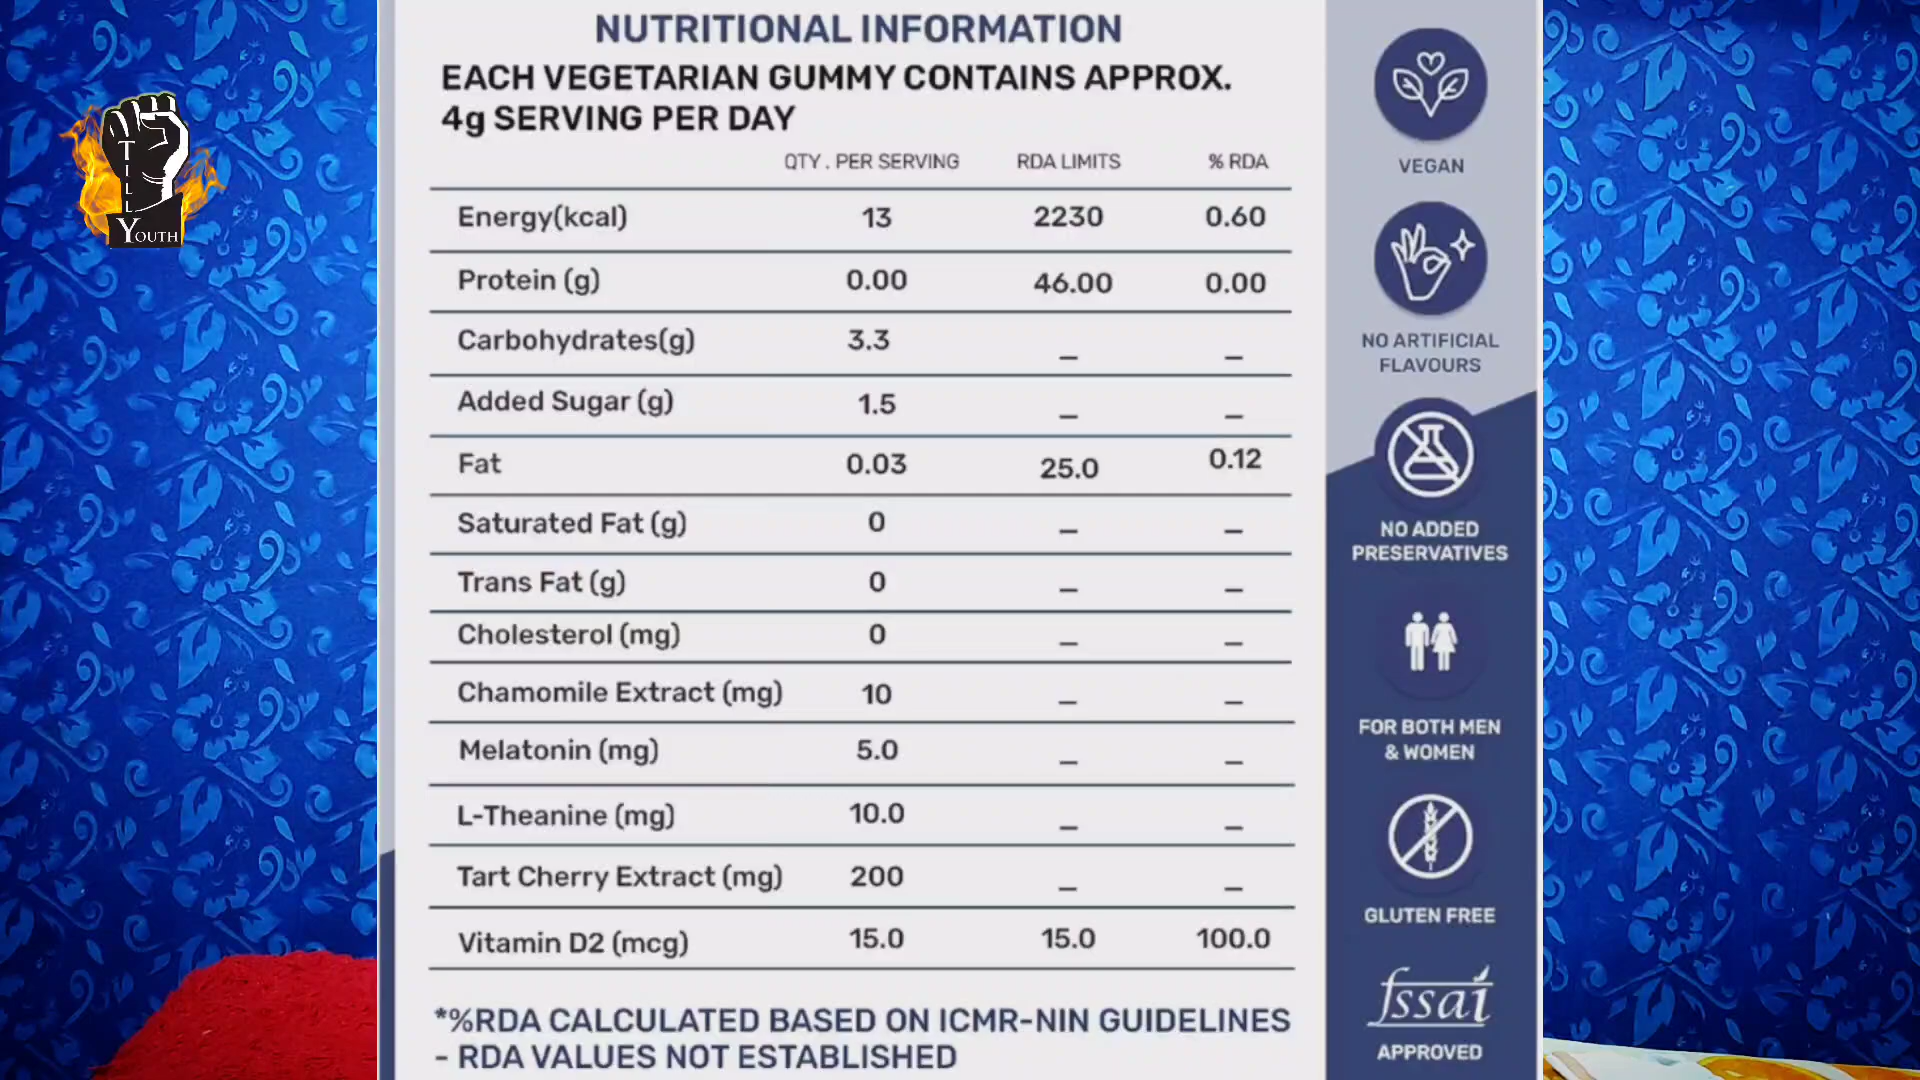 TILL
YOUTH
NUTRITIONAL INFORMATION
EACH VEGETARIAN GUMMY CONTAINS APPROX.
4g SERVING PER DAY
QTY . PER SERVING RDA LIMITS % RDA
Energy(kcal) 13 2230 0.60
Protein (g) 0.00 46.00 0.00
Carbohydrates(g) 3.3 _ _
Added Sugar (g) 1.5 _ _
Fat 0.03 25.0 0.12
Saturated Fat (g) 0 _ _
Trans Fat (g) 0 _ _
Cholesterol (mg) 0 _ _
Chamomile Extract (mg) 10 _ _
Melatonin (mg) 5.0 _ _
L-Theanine (mg) 10.0 _ _
Tart Cherry Extract (mg) 200 _ _
Vitamin D2 (mcg) 15.0 15.0 100.0
*%RDA CALCULATED BASED ON ICMR-NIN GUIDELINES
- RDA VALUES NOT ESTABLISHED
VEGAN
NO ARTIFICIAL
FLAVOURS
NO ADDED
PRESERVATIVES
FOR BOTH MEN
& WOMEN
GLUTEN FREE
fssai
APPROVED